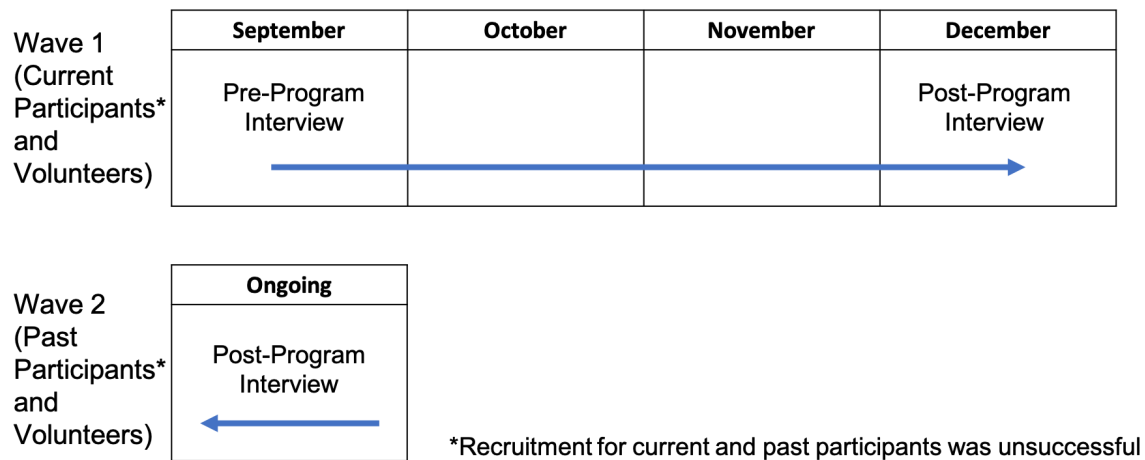 September October November December
Wave 1
(Current
Participants*
and
Volunteers)
Pre-Program
Interview
Post-Program
Interview
Ongoing
Wave 2
(Past
Participants*
and
Volunteers)
Post-Program
Interview
*Recruitment for current and past participants was unsuccessful